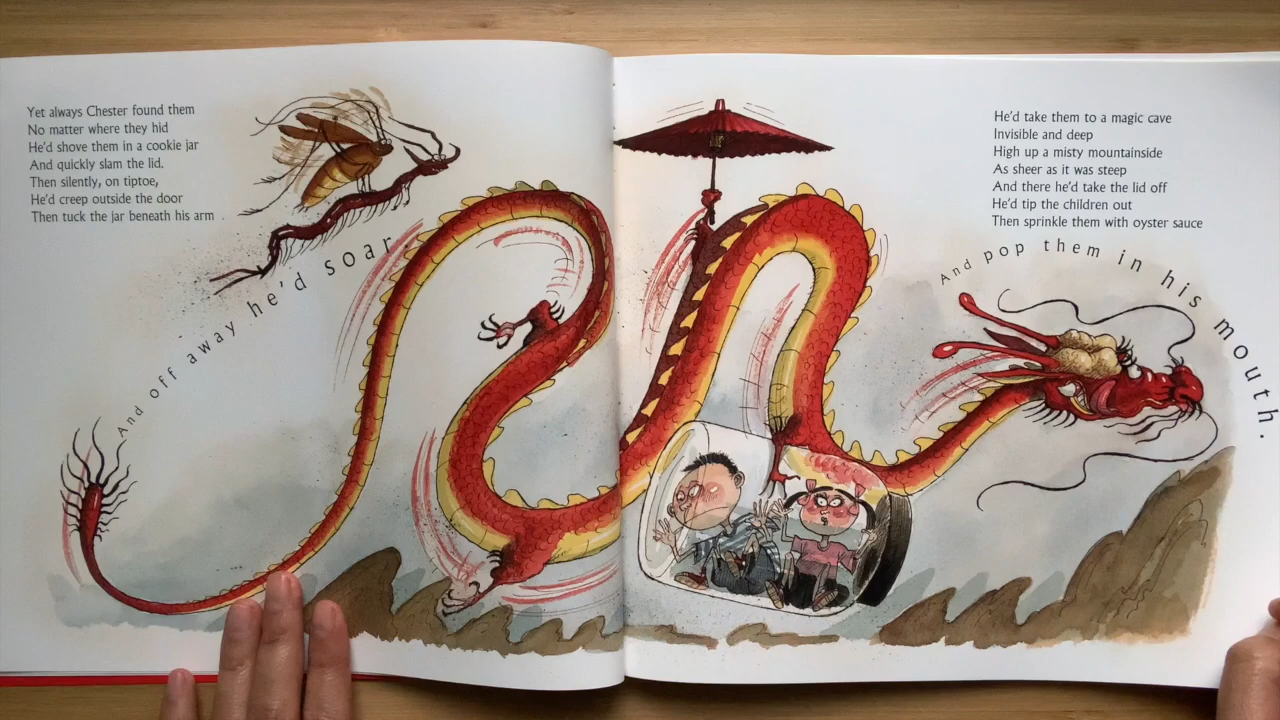 Yet always Chester found them
No matter where they hid
He'd shove them in a cookie jar
And quickly slam the lid.
Then silently, on tiptoe,
He'd creep outside the door
Then tuck the jar beneath his arm
And off away he'd soar
He'd take them to a magic cave
Invisible and deep
High up a misty mountainside
As sheer as it was steep
And there he'd take the lid off
He'd tip the children out
Then sprinkle them with oyster sauce
And pop them in his mouth.